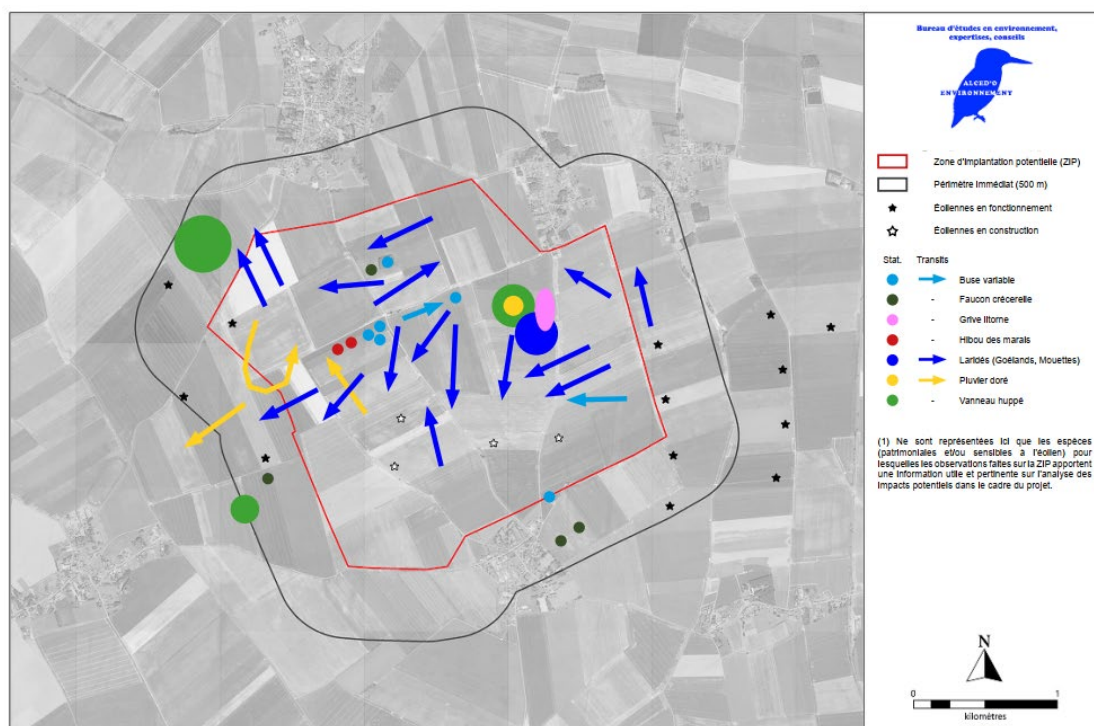 Bureau d'études en environnement,
expertises, conseils
ALCED'O
ENVIRONNEMENT
Zone d'Implantation potentielle (ZIP)
Périmètre Immédiat (500 m)
Éoliennes en fonctionnement
Éoliennes en construction
Stat. Transits
Buse variable
- Faucon crécerelle
- Grive litorne
- Hibou des marais
Laridés (Goélands, Mouettes)
Pluvier doré
- Vanneau huppé
(1) Ne sont représentées ici que les espèces
(patrimoniales et/ou sensibles à l'éolien) pour
lesquelles les observations faites sur la ZIP apportent
une information utile et pertinente sur l'analyse des
impacts potentiels dans le cadre du projet.
N
0 1
kilomètres